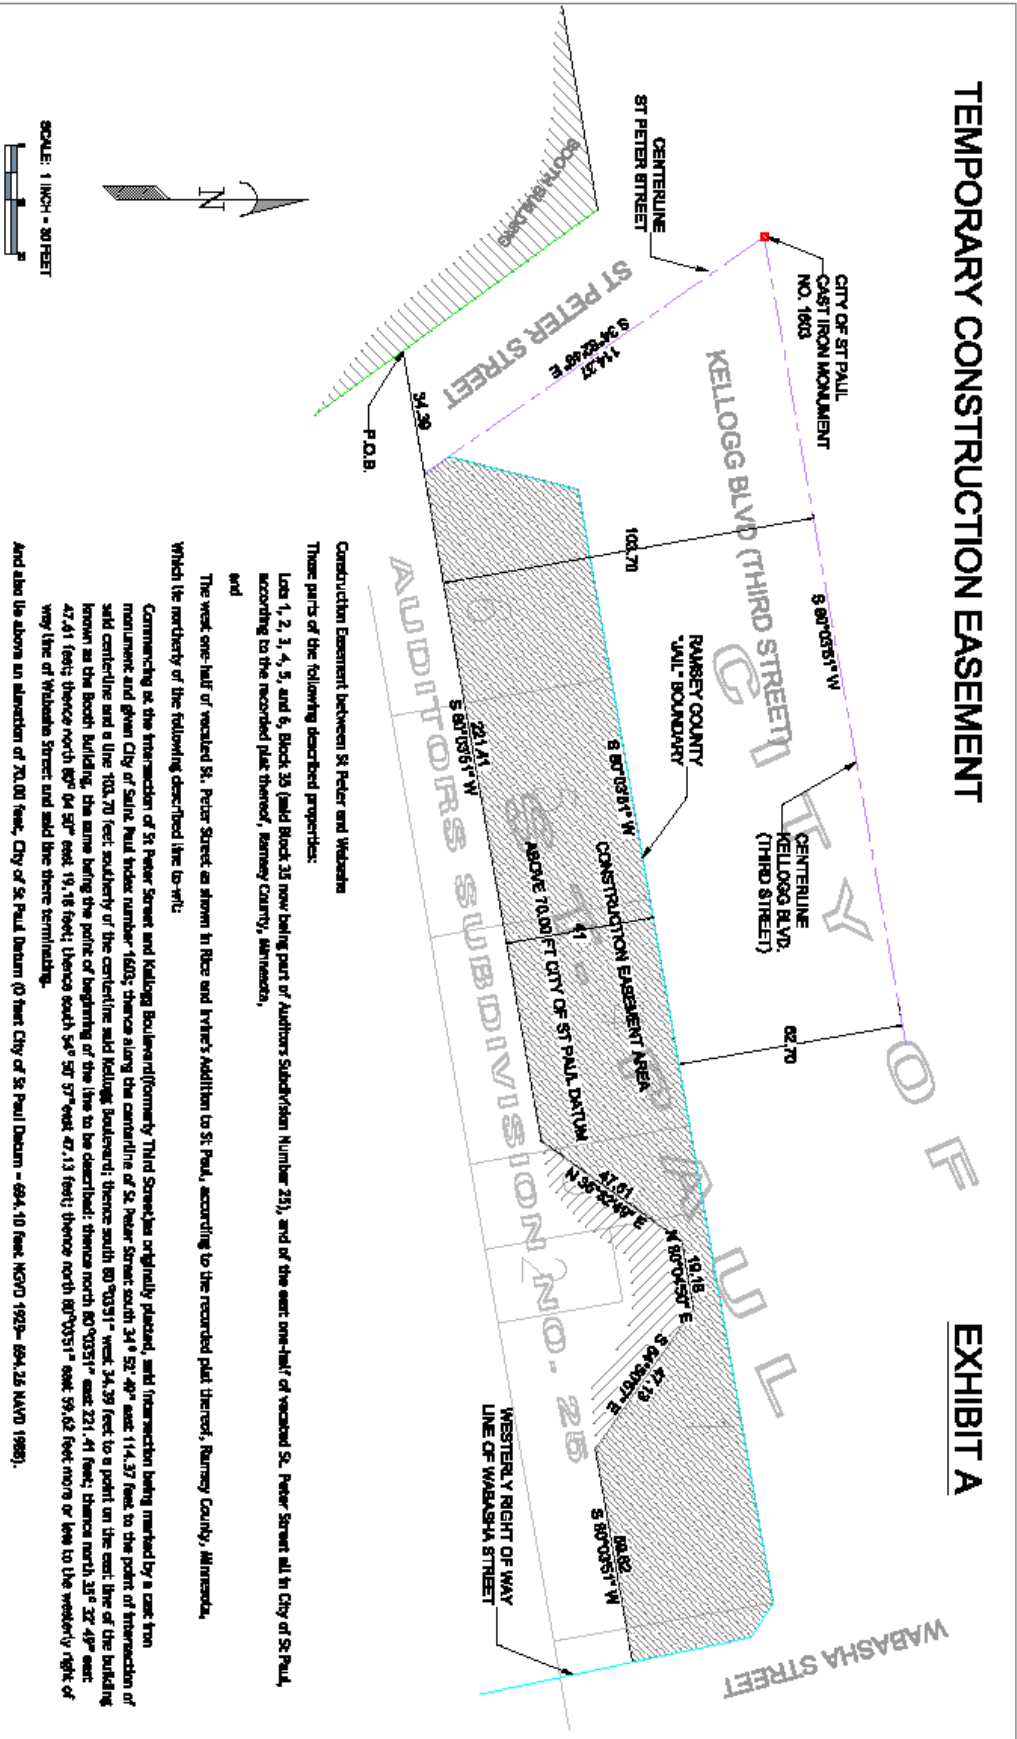 TEMPORARY CONSTRUCTION EASEMENT
EXHIBIT A
CITY OF ST PAUL
CAST IRON MONUMENT
NO. 1603
CENTERLINE
ST PETER STREET
S 80°03'51" W
CENTERLINE
KELLOGG BLVD.
(THIRD STREET)
KELLOGG BLVD (THIRD STREET)
CITY OF
ST. PAUL
S 34°52'49" E
114.37
ST PETER STREET
BOOTH BUILDING
103.70
62.70
RAMSEY COUNTY
"JAIL" BOUNDARY
S 80°03'51" W
CONSTRUCTION EASEMENT AREA
41
ABOVE 70.00 FT CITY OF ST PAUL DATUM
34.39
P.O.B.
221.41
S 80°03'51" W
6
2
AUDITORS SUBDIVISION NO. 25
47.61
19.18
N 80°04'50" E
47.13
59.62
S 80°03'51" W
WABASHA STREET
WESTERLY RIGHT OF WAY
LINE OF WABASHA STREET
N
SCALE: 1 INCH = 30 FEET
Construction Easement between St Peter and Wabasha
Those parts of the following described properties:
Lots 1, 2, 3, 4, 5, and 6, Block 35 (said Block 35 now being part of Auditors Subdivision Number 25), and of the east one-half of vacated St. Peter Street all in City of St Paul,
according to the recorded plat thereof, Ramsey County, Minnesota,
and
The west one-half of vacated St. Peter Street as shown in Rice and Irvine's Addition to St Paul, according to the recorded plat thereof, Ramsey County, Minnesota,
Which lie northerly of the following described line to-wit:
Commencing at the intersection of St Peter Street and Kellogg Boulevard(formerly Third Street)as originally platted, said intersection being marked by a cast iron
monument and given City of Saint Paul index number 1603; thence along the centerline of St. Peter Street south 34° 52' 49" east 114.37 feet to the point of intersection of
said centerline and a line 103.70 feet southerly of the centerline said Kellogg Boulevard; thence south 80°03'51" west 34.39 feet to a point on the east line of the building
known as the Booth Building, the same being the point of beginning of the line to be described: thence north 80°03'51" east 221.41 feet; thence north 35° 32' 49" east
47.61 feet; thence north 80° 04' 50" east 19.18 feet; thence south 54° 50' 57" east 47.13 feet; thence north 80°03'51" east 59.62 feet more or less to the westerly right of
way line of Wabasha Street and said line there terminating.
And also lie above an elevation of 70.00 feet, City of St Paul Datum (0 feet City of St Paul Datum = 694.10 feet NGVD 1929= 694.25 NAVD 1988).